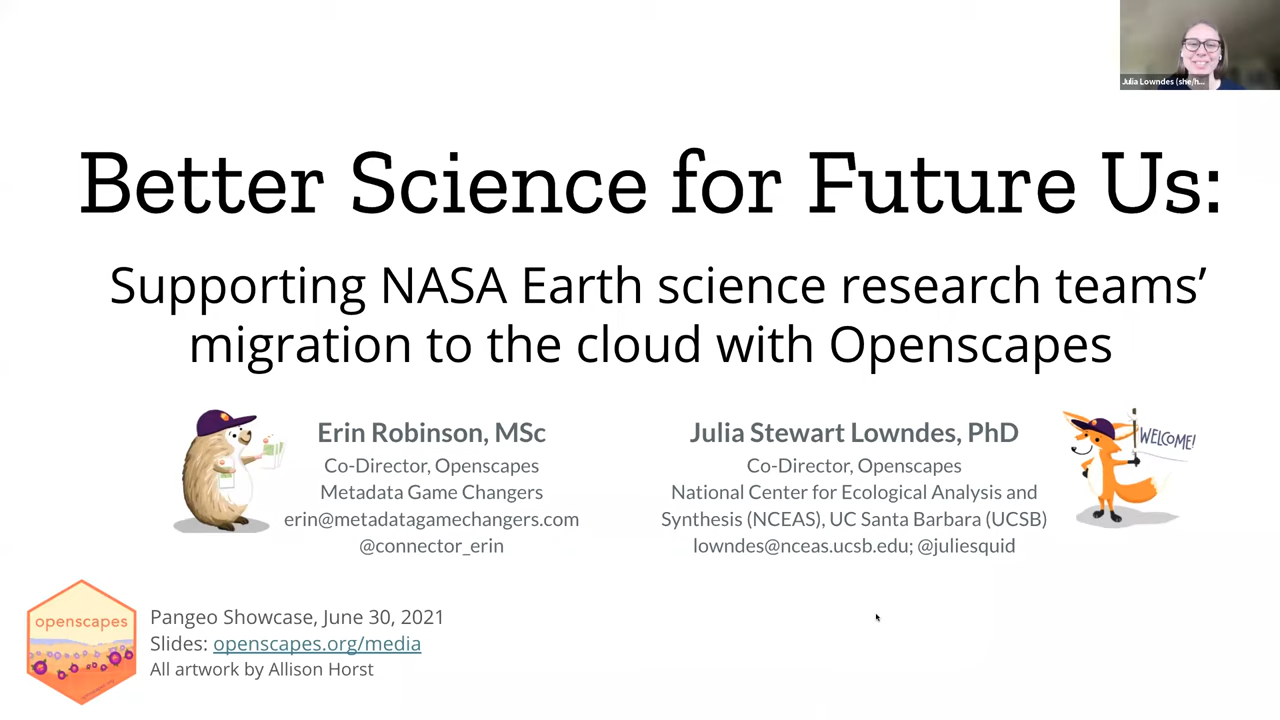 Julia Lowndes (she/h...
Better Science for Future Us:
Supporting NASA Earth science research teams’
migration to the cloud with Openscapes
Erin Robinson, MSc
Co-Director, Openscapes
Metadata Game Changers
erin@metadatagamechangers.com
@connector_erin
Julia Stewart Lowndes, PhD
Co-Director, Openscapes
National Center for Ecological Analysis and
Synthesis (NCEAS), UC Santa Barbara (UCSB)
lowndes@nceas.ucsb.edu; @juliesquid
WELCOME!
openscapes
Pangeo Showcase, June 30, 2021
Slides: openscapes.org/media
All artwork by Allison Horst